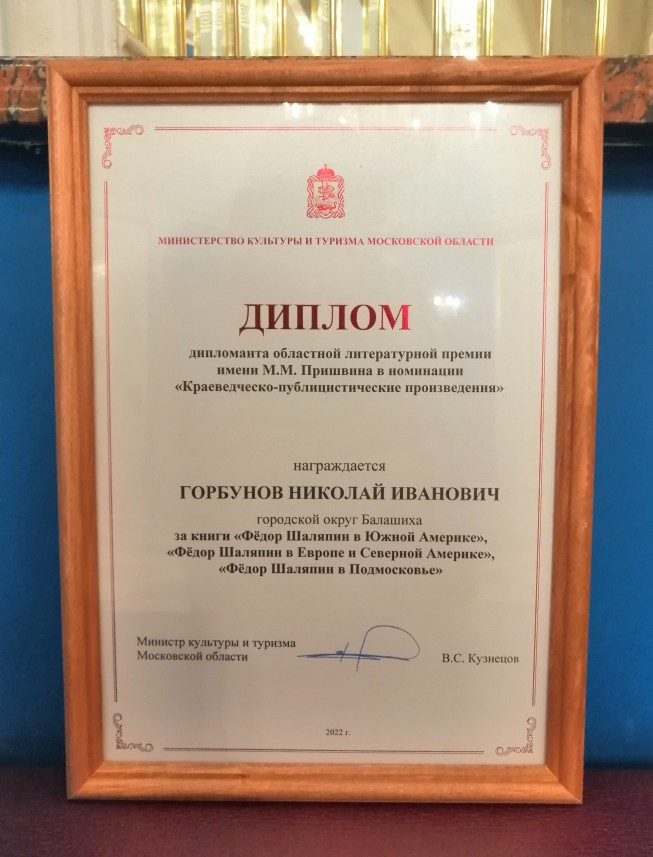 МИНИСТЕРСТВО КУЛЬТУРЫ И ТУРИЗМА МОСКОВСКОЙ ОБЛАСТИ
ДИПЛОМ
дипломанта областной литературной премии
имени М.М. Пришвина в номинации
«Краеведческо-публицистические произведения»
награждается
ГОРБУНОВ НИКОЛАЙ ИВАНОВИЧ
городской округ Балашиха
за книги «Фёдор Шаляпин в Южной Америке»,
«Фёдор Шаляпин в Европе и Северной Америке»,
«Фёдор Шаляпин в Подмосковье»
Министр культуры и туризма
Московской области
В.С. Кузнецов
2022 г.